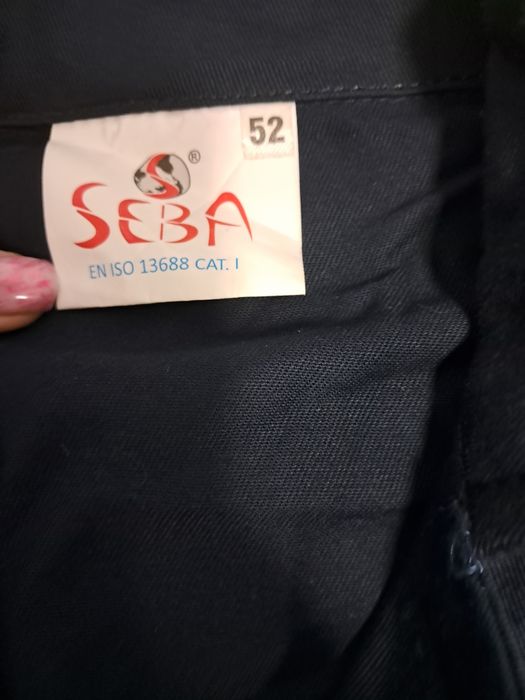 52
®
SEBA
EN ISO 13688 CAT. I